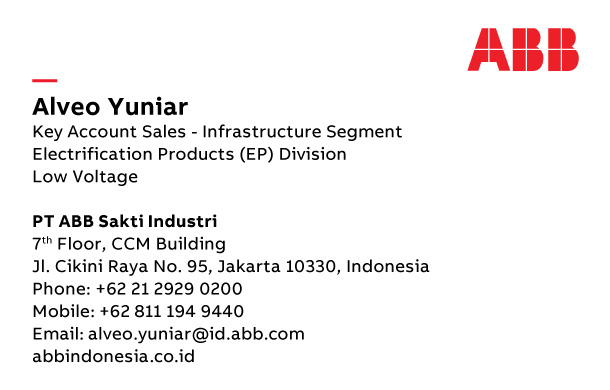 ABB
Alveo Yuniar
Key Account Sales - Infrastructure Segment
Electrification Products (EP) Division
Low Voltage
PT ABB Sakti Industri
7th Floor, CCM Building
Jl. Cikini Raya No. 95, Jakarta 10330, Indonesia
Phone: +62 21 2929 0200
Mobile: +62 811 194 9440
Email: alveo.yuniar@id.abb.com
abbindonesia.co.id